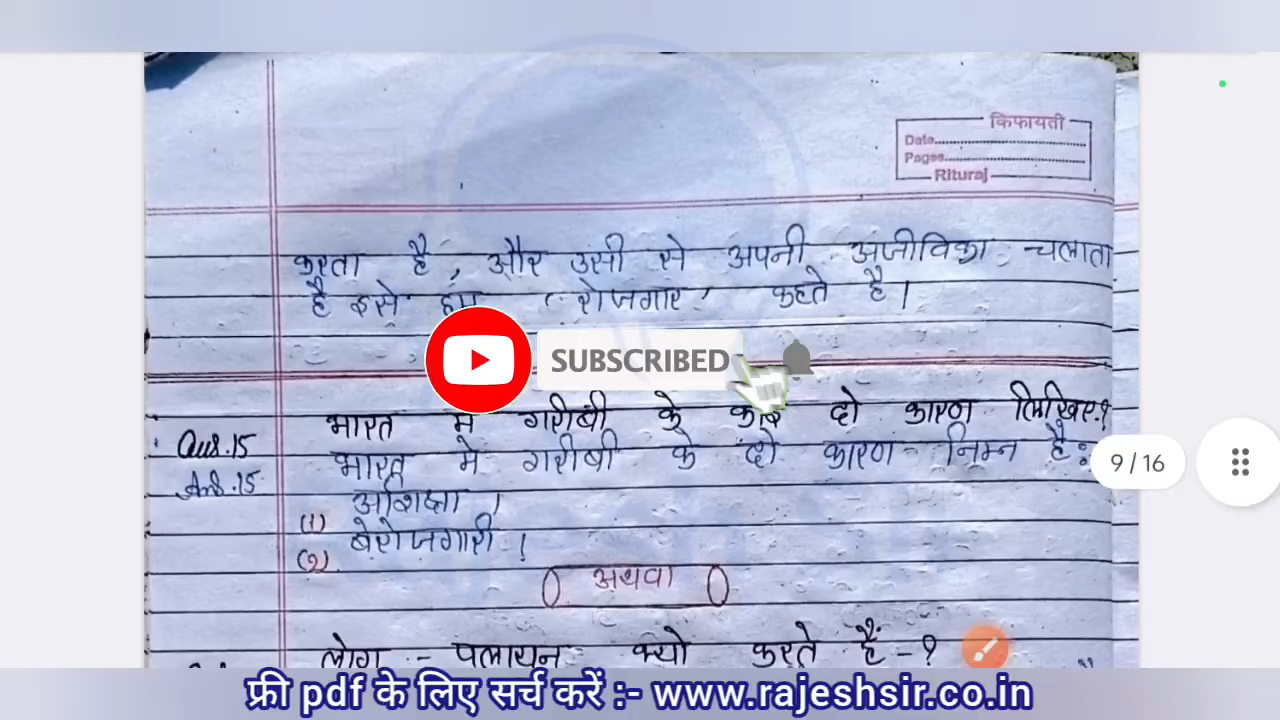 किफायती
Date
Pages
Rituraj
करता है, और उसी से अपनी अजीविका चलाता
है इसे हम 'रोजगार' कहते है।
SUBSCRIBED
भारत मे गरीबी के कोई दो कारण लिखिए?
Que.15
भारत मे गरीबी के दो कारण निम्न है:
Ans.15
(1) अशिक्षा।
(2) बेरोजगारी।
अथवा
लोग - पलायन क्यो करते हैं -?
9/16
फ्री pdf के लिए सर्च करें :- www.rajeshsir.co.in